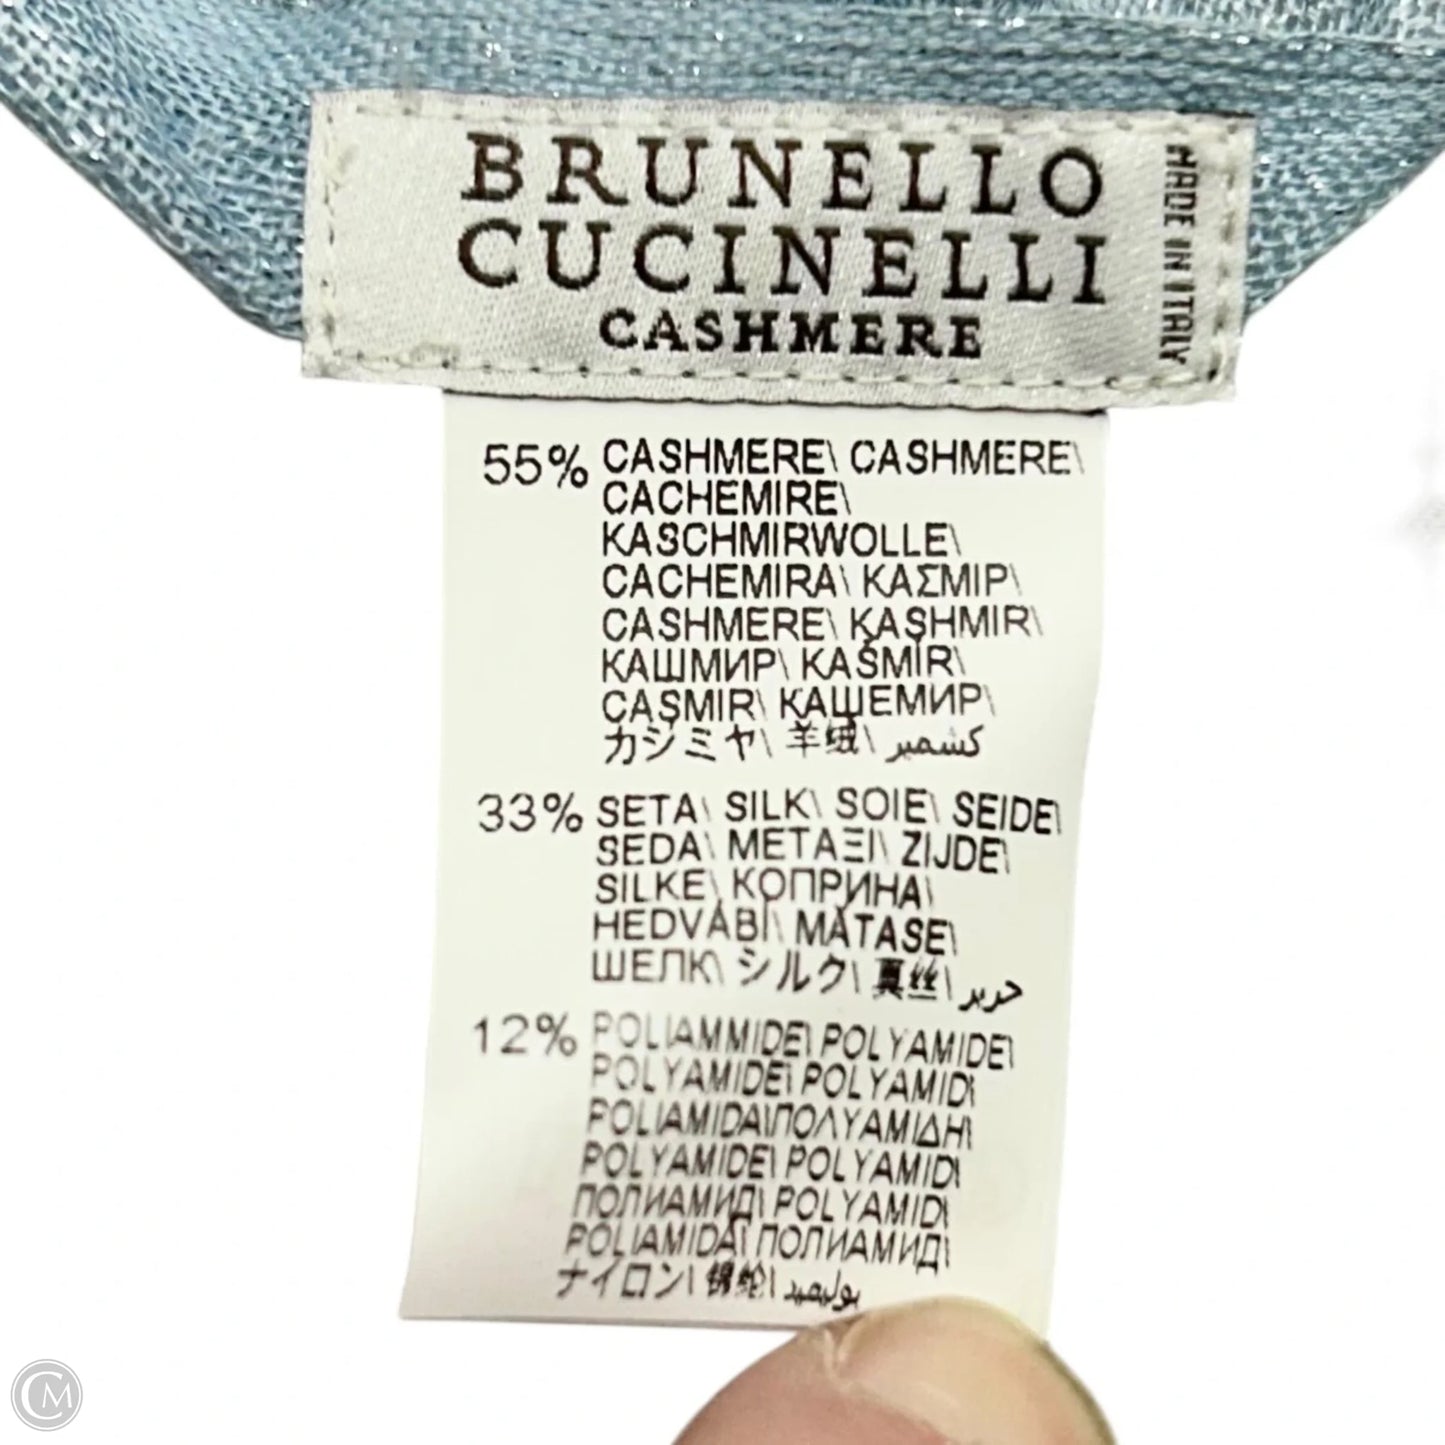 BRUNELLO
CUCINELLI
CASHMERE
MADE IN ITALY
55% CASHMERE\ CASHMERE\
CACHEMIRE\
KASCHMIRWOLLE\
CACHEMIRA\ ΚΑΣΜΙΡ\
CASHMERE\ KAŞHMIR\
КАШМИР\ KAŠMÍR\
CAŞMIR\ КАШЕМИР\
カシミヤ\ 羊绒\ كشمير
33% SETA\ SILK\ SOIE\ SEIDE\
SEDA\ ΜΕΤΑΞΙ\ ZIJDE\
SILKE\ КОПРИНА\
HEDVÁBÍ\ MĂTASE\
ШЕЛК\ シルク\ 真丝\ حرير
12% POLIAMMIDE\ POLYAMIDE\
POLYAMIDE\ POLYAMID\
POLIAMIDA\ ΠΟΛΥΑΜΙΔΗ\
POLYAMIDE\ POLYAMID\
ПОЛИАМИД\ POLYAMID\
POLIAMIDĂ\ ПОЛИАМИД\
ナイロン\ 锦纶\ بوليميد